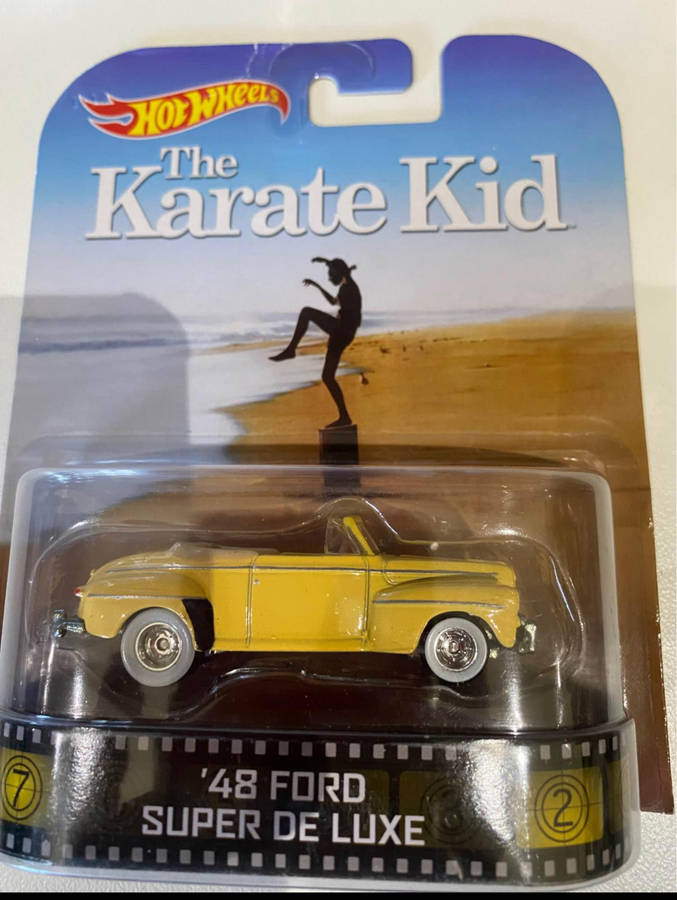 HOT WHEELS
The
Karate Kid
'48 FORD
SUPER DE LUXE
7
2